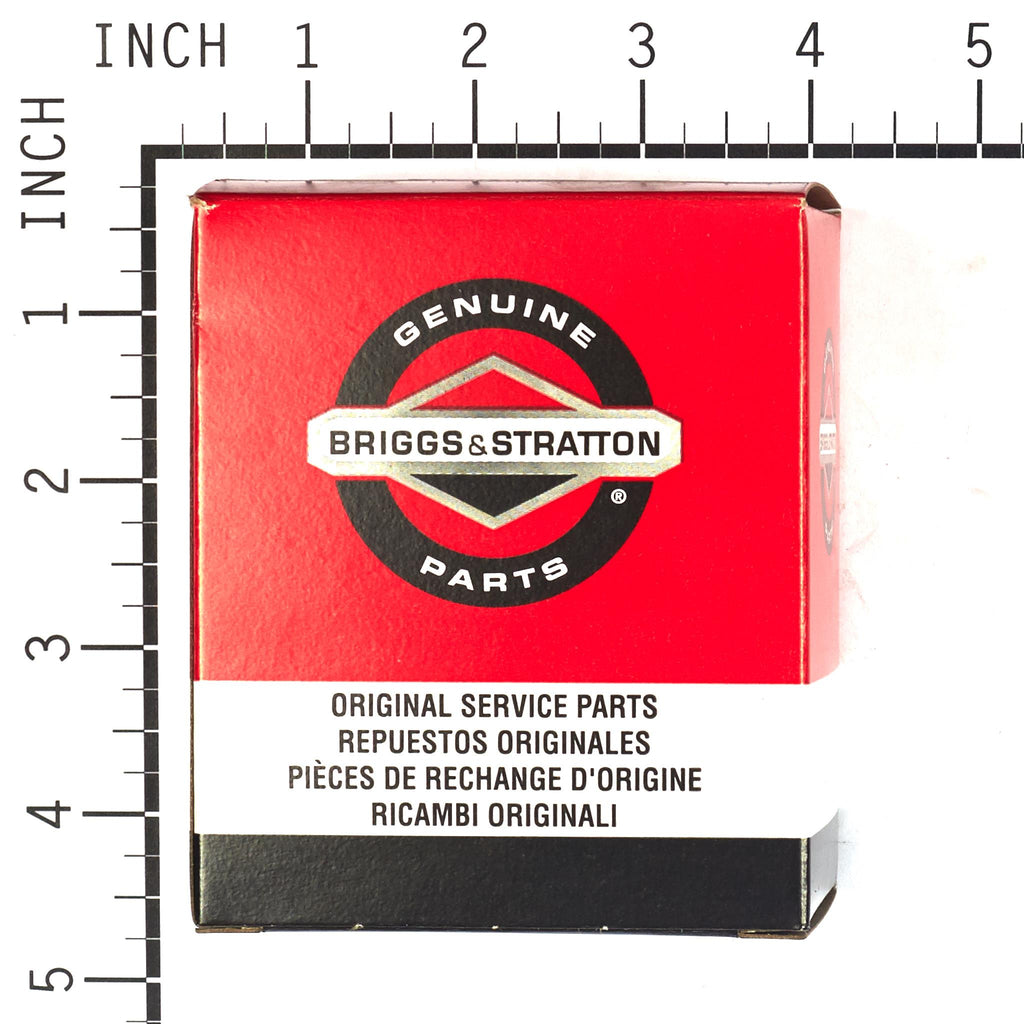 INCH 1 2 3 4 5
INCH
1
2
3
4
5
GENUINE
BRIGGS & STRATTON
®
PARTS
ORIGINAL SERVICE PARTS
REPUESTOS ORIGINALES
PIÈCES DE RECHANGE D'ORIGINE
RICAMBI ORIGINALI